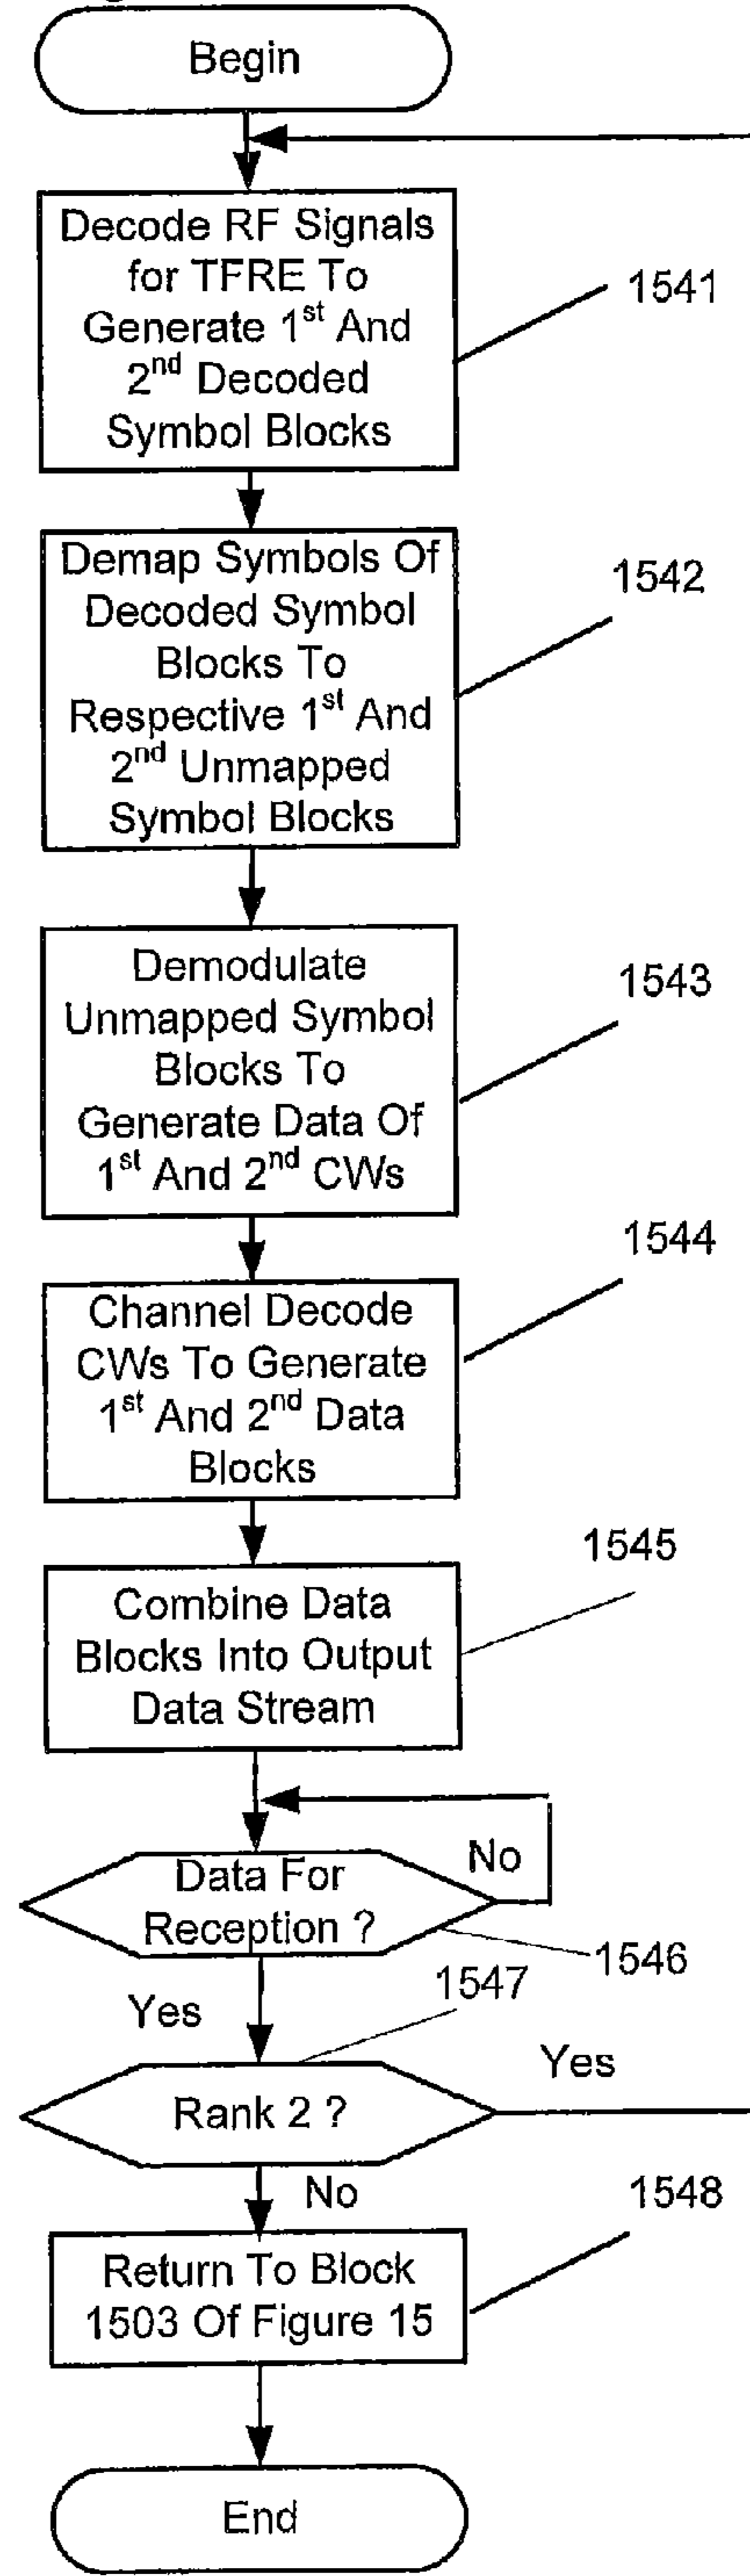 Begin
Decode RF Signals
for TFRE To
Generate 1st And
2nd Decoded
Symbol Blocks
1541
Demap Symbols Of
Decoded Symbol
Blocks To
Respective 1st And
2nd Unmapped
Symbol Blocks
1542
Demodulate
Unmapped Symbol
Blocks To
Generate Data Of
1st And 2nd CWs
1543
Channel Decode
CWs To Generate
1st And 2nd Data
Blocks
1544
Combine Data
Blocks Into Output
Data Stream
1545
Data For
Reception ?
No
1546
Yes
1547
Rank 2 ?
Yes
No
Return To Block
1503 Of Figure 15
1548
End